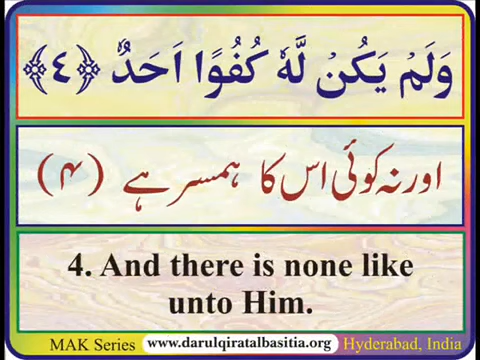 وَلَمۡ یَكُنۡ لَّهٗ كُفُوًا اَحَدٌ ﴿٤﴾
اور نہ کوئی اس کا ہمسر ہے (۴)
4. And there is none like
unto Him.
MAK Series www.darulqiratalbasitia.org Hyderabad, India